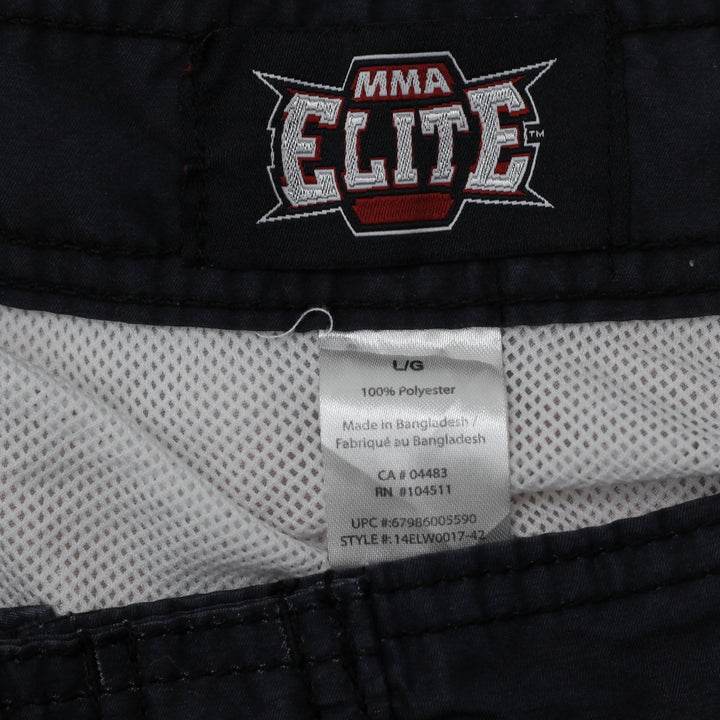 MMA
ELITE
TM
L/G
100% Polyester
Made in Bangladesh /
Fabriqué au Bangladesh
CA # 04483
RN #104511
UPC #:67986005590
STYLE #:14ELW0017-42